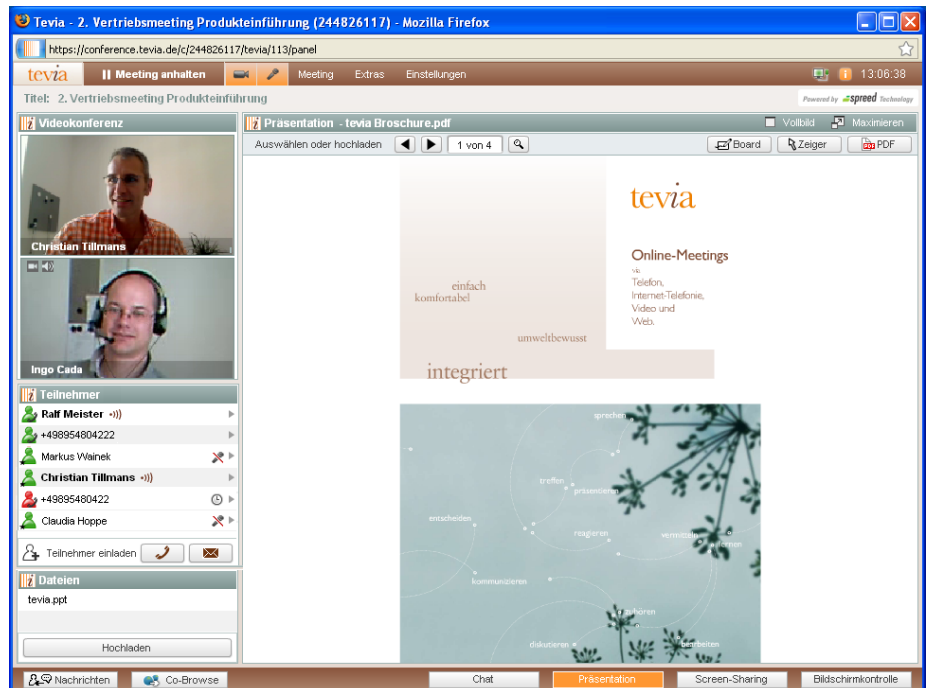 Tevia - 2. Vertriebsmeeting Produkteinführung (244826117) - Mozilla Firefox
https://conference.tevia.de/c/244826117/tevia/113/panel
tevia Meeting anhalten Meeting Extras Einstellungen 13:06:38
Titel: 2. Vertriebsmeeting Produkteinführung
Powered by spreed Technology
Videokonferenz
Christian Tillmans
Ingo Cada
Teilnehmer
Ralf Meister
+498954804222
Markus Wainek
Christian Tillmans
+49895480422
Claudia Hoppe
Teilnehmer einladen
Dateien
tevia.ppt
Hochladen
Präsentation - tevia Broschure.pdf Vollbild Maximieren
Auswählen oder hochladen 1 von 4 Board Zeiger PDF
tevia
Online-Meetings
via
Telefon,
Internet-Telefonie,
Video und
Web.
einfach
komfortabel
umweltbewusst
integriert
sprechen
treffen
präsentieren
entscheiden
reagieren
vermitteln
lernen
kommunizieren
zuhören
diskutieren
bearbeiten
Nachrichten Co-Browse Chat Präsentation Screen-Sharing Bildschirmkontrolle